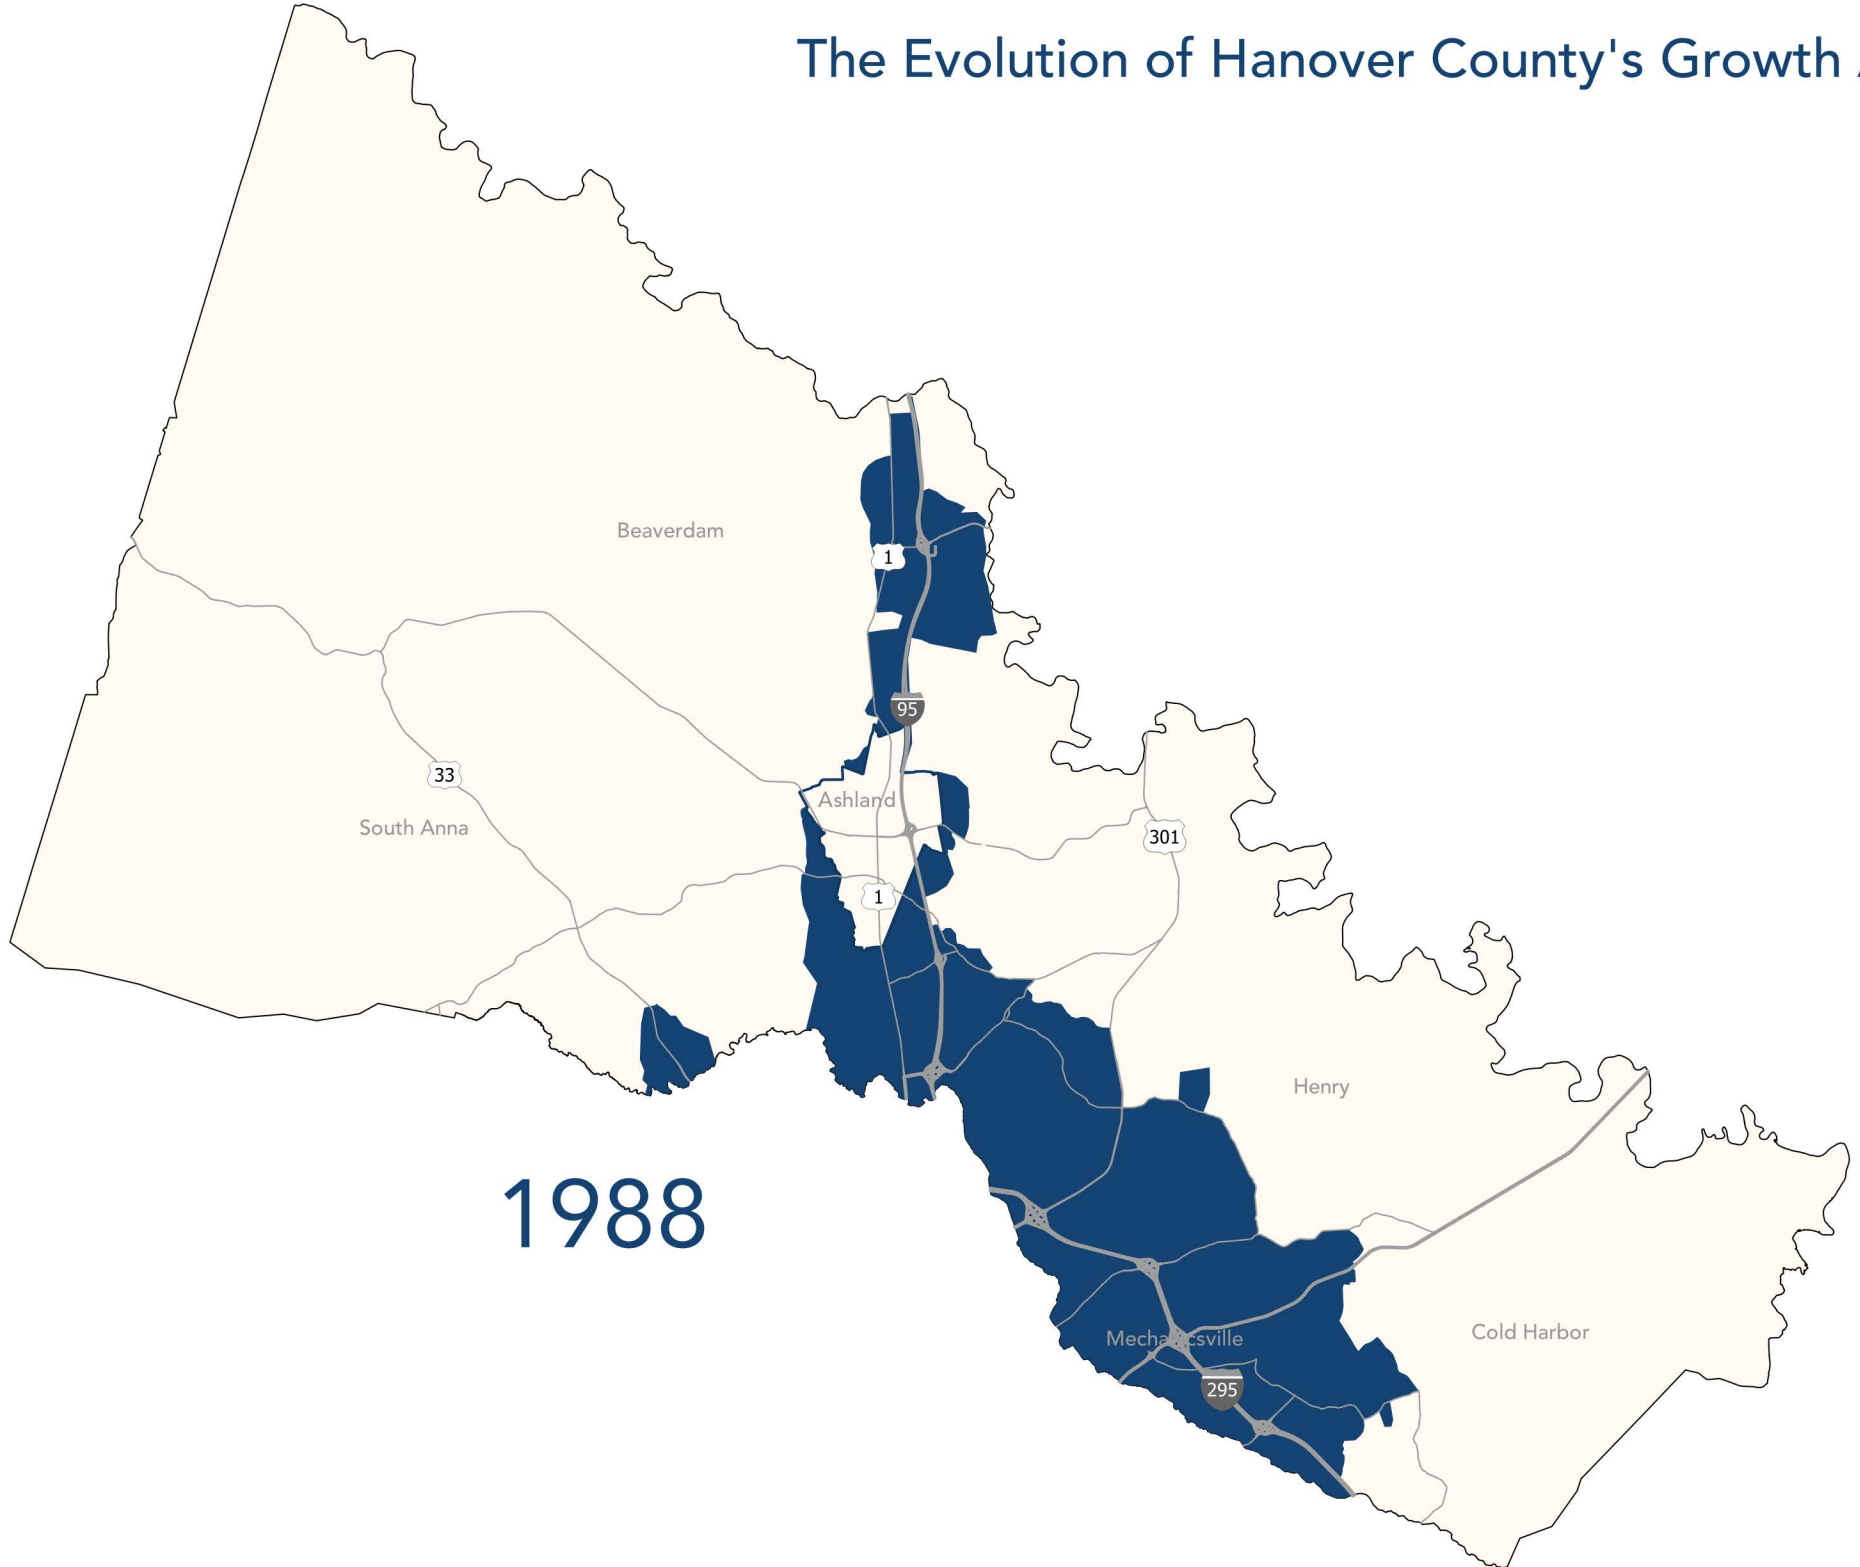 The Evolution of Hanover County's Growth
Beaverdam
1
95
33
Ashland
South Anna
301
1
Henry
1988
Cold Harbor
Mechanicsville
295